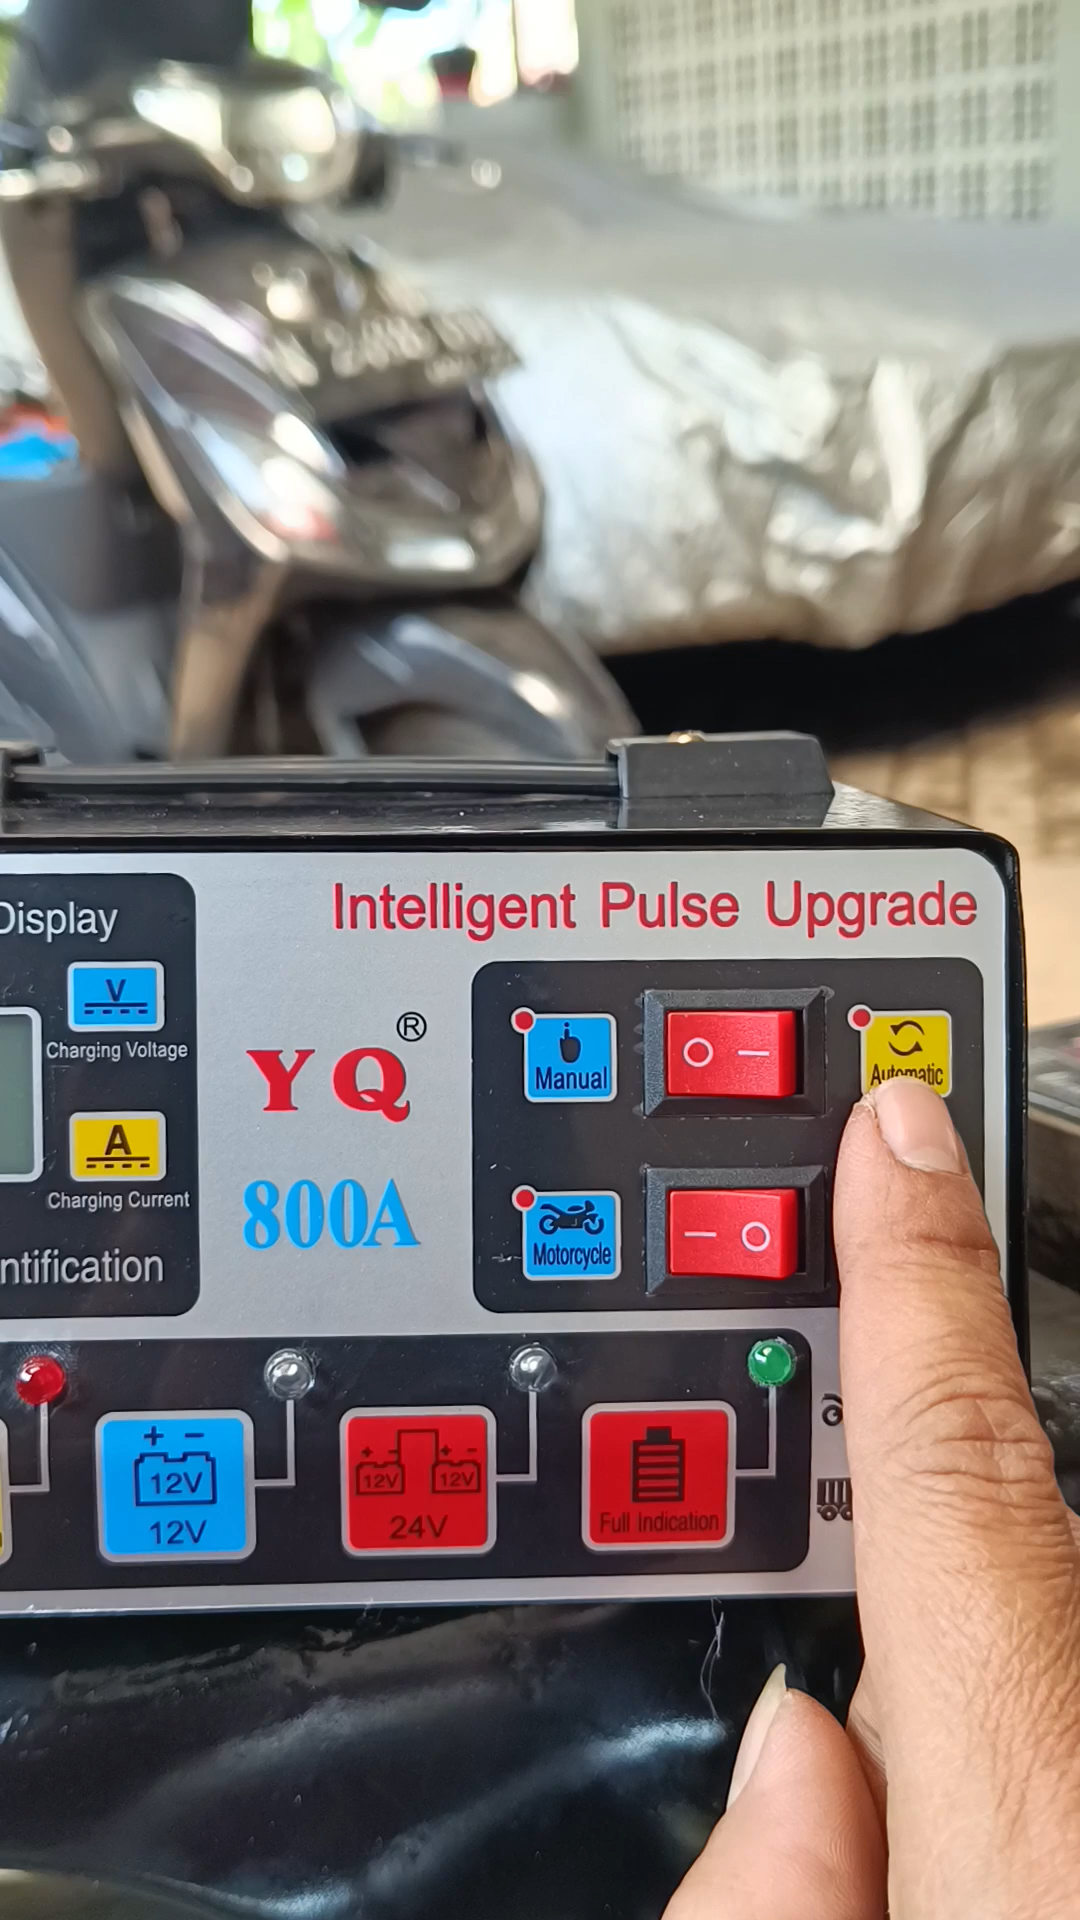 Intelligent Pulse Upgrade
Display
V
Charging Voltage
A
Charging Current
ntification
YQ®
800A
Manual
O —
Automatic
Motorcycle
— O
+ −
12V
12V
+ − + −
12V 12V
24V
Full Indication